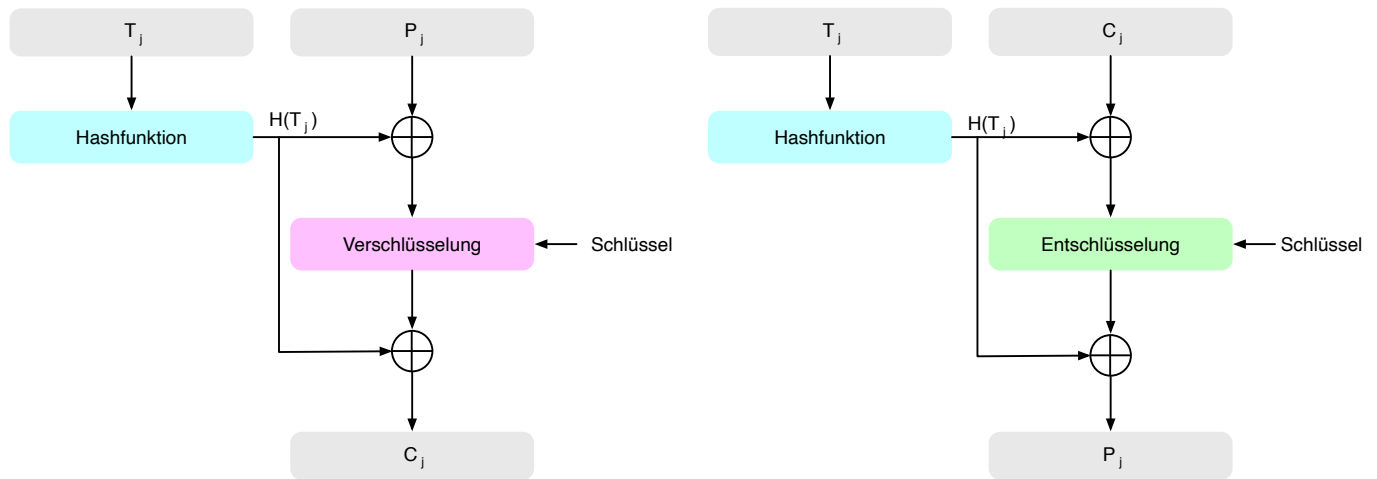 T j
P j
Hashfunktion
H(T j )
Verschlüsselung
Schlüssel
C j
T j
C j
Hashfunktion
H(T j )
Entschlüsselung
Schlüssel
P j